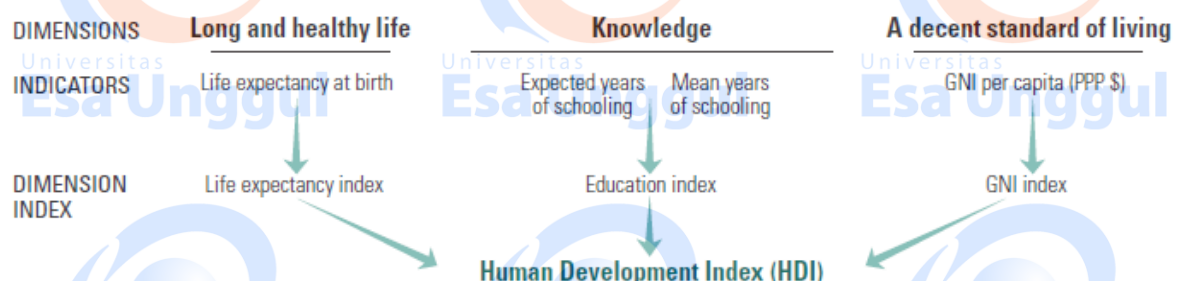 DIMENSIONS Long and healthy life Knowledge A decent standard of living
Universitas Universitas Universitas
INDICATORS Life expectancy at birth Expected years Mean years GNI per capita (PPP $)
of schooling of schooling
Esa Unggul Esa Unggul Esa Unggul
DIMENSION Life expectancy index Education index GNI index
INDEX
Human Development Index (HDI)